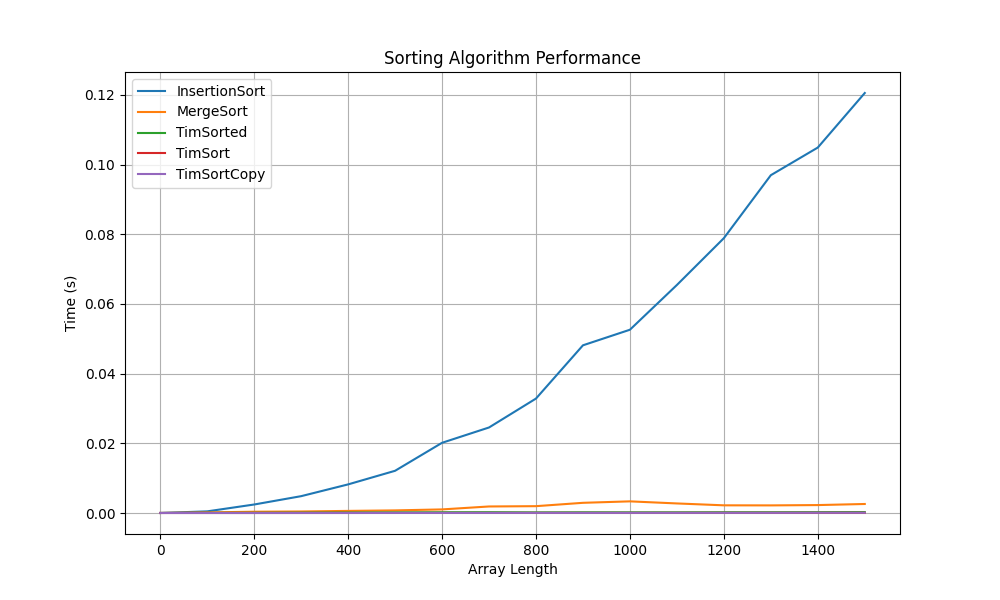 Sorting Algorithm Performance
InsertionSort
MergeSort
TimSorted
TimSort
TimSortCopy
0.12
0.10
0.08
0.06
0.04
0.02
0.00
Time (s)
0 200 400 600 800 1000 1200 1400
Array Length